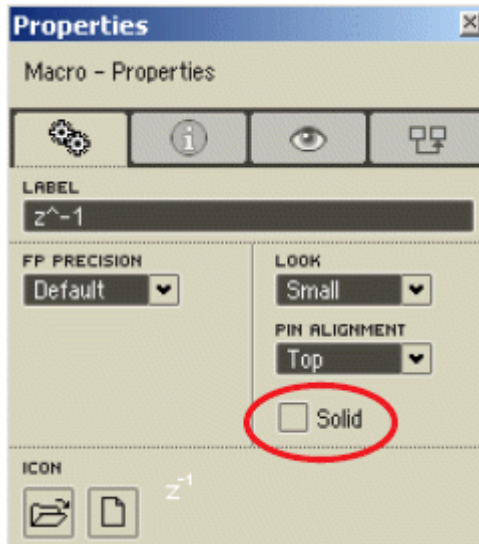 Properties
Macro - Properties
LABEL
z^-1
FP PRECISION
Default
LOOK
Small
PIN ALIGNMENT
Top
Solid
ICON
z-1